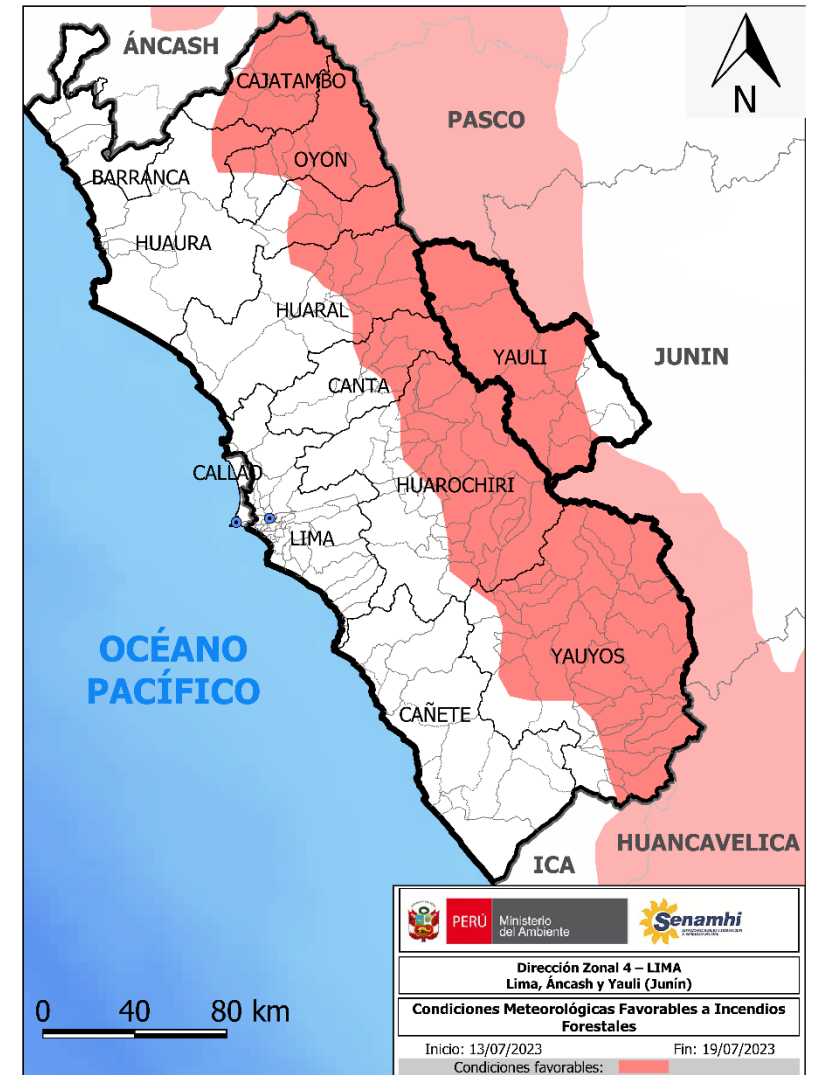 ÁNCASH
CAJATAMBO
N
PASCO
OYON
BARRANCA
HUAURA
HUARAL
YAULI
JUNIN
CANTA
CALLAO
HUAROCHIRI
LIMA
OCÉANO
PACÍFICO
YAUYOS
CAÑETE
HUANCAVELICA
ICA
PERÚ
Ministerio
del Ambiente
Senamhi
Dirección Zonal 4 – LIMA
Lima, Áncash y Yauli (Junín)
Condiciones Meteorológicas Favorables a Incendios
Forestales
0 40 80 km
Inicio: 13/07/2023 Fin: 19/07/2023
Condiciones favorables: